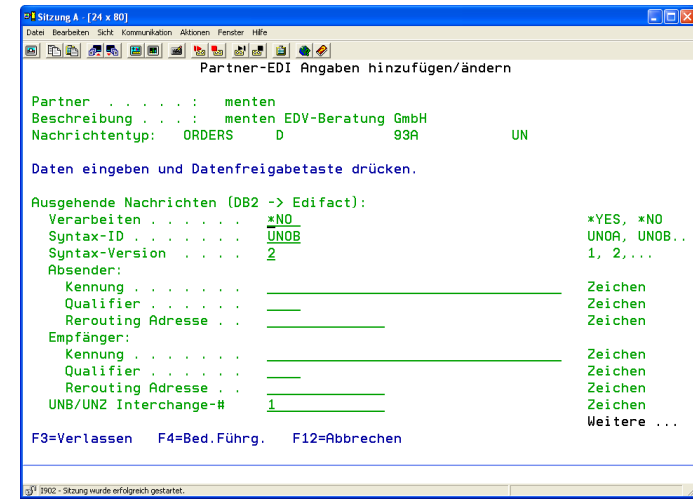 Sitzung A - [24 x 80]
Datei Bearbeiten Sicht Kommunikation Aktionen Fenster Hilfe
Partner-EDI Angaben hinzufügen/ändern
Partner . . . . . : menten
Beschreibung . . . : menten EDV-Beratung GmbH
Nachrichtentyp: ORDERS D 93A UN
Daten eingeben und Datenfreigabetaste drücken.
Ausgehende Nachrichten (DB2 -> Edifact):
Verarbeiten . . . . . . *NO *YES, *NO
Syntax-ID . . . . . . . UNOB UNOA, UNOB..
Syntax-Version . . . . 2 1, 2,...
Absender:
Kennung . . . . . . . Zeichen
Qualifier . . . . . . Zeichen
Rerouting Adresse . . Zeichen
Empfänger:
Kennung . . . . . . . Zeichen
Qualifier . . . . . . Zeichen
Rerouting Adresse . . Zeichen
UNB/UNZ Interchange-# 1 Zeichen
Weitere ...
F3=Verlassen F4=Bed.Führg. F12=Abbrechen
I902 - Sitzung wurde erfolgreich gestartet.